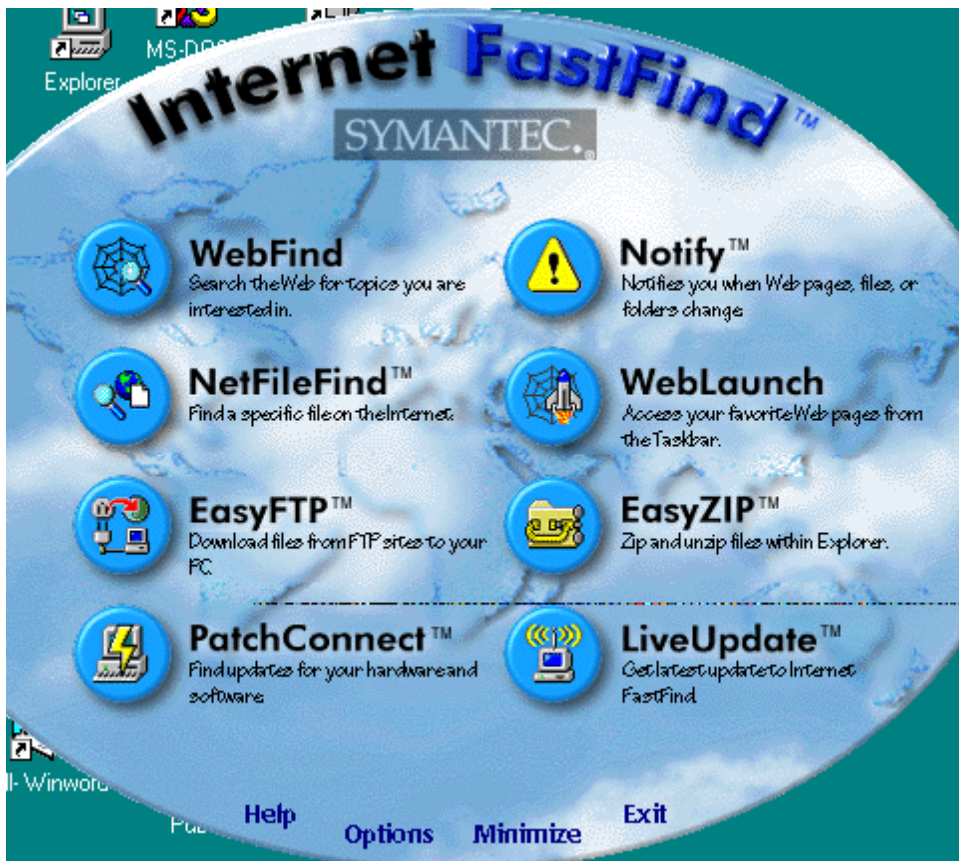 Explorer
MS-DOS
Internet FastFind™
SYMANTEC.®
WebFind
Search the Web for topics you are
interested in.
Notify™
Notifies you when Web pages, files, or
folders change
NetFileFind™
Find a specific file on the Internet.
WebLaunch
Access your favorite Web pages from
the Taskbar.
EasyFTP™
Download files from FTP sites to your
PC
EasyZIP™
Zip and unzip files within Explorer.
PatchConnect™
Find updates for your hardware and
software
LiveUpdate™
Get latest update to Internet
FastFind
Winword
Help
Options
Minimize
Exit